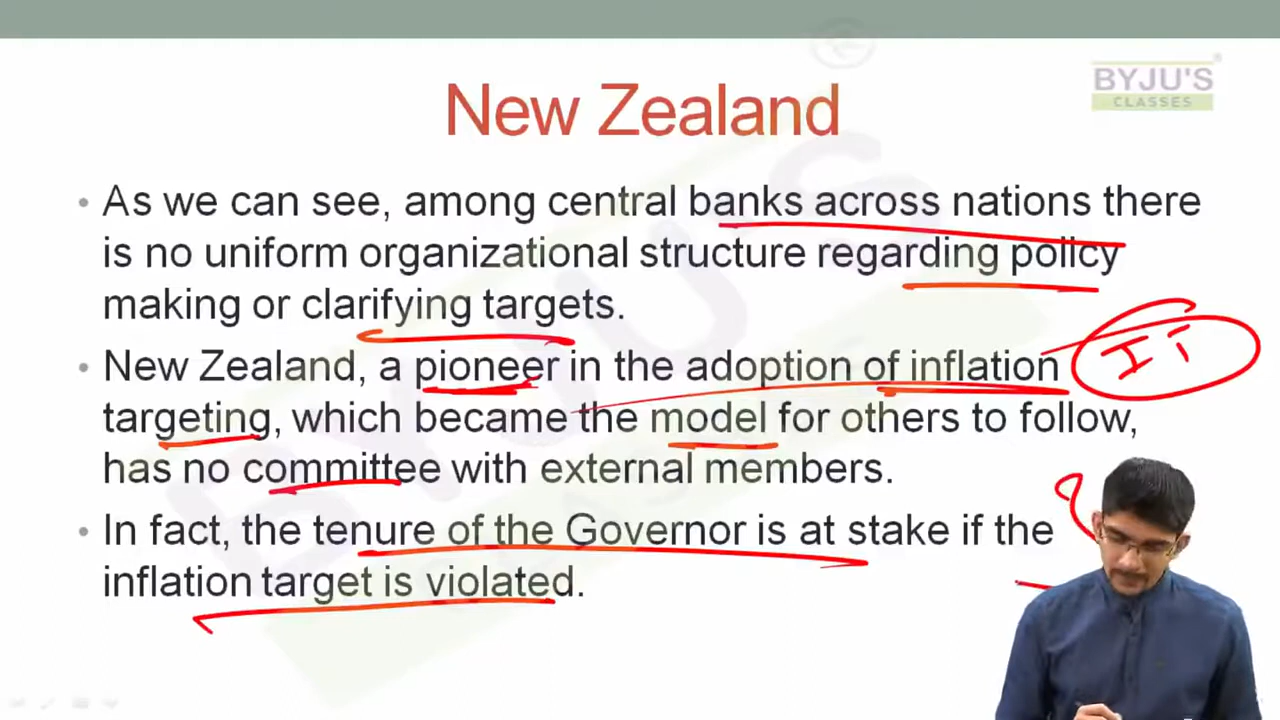 BYJU'S
CLASSES
New Zealand
• As we can see, among central banks across nations there
is no uniform organizational structure regarding policy
making or clarifying targets.
• New Zealand, a pioneer in the adoption of inflation
targeting, which became the model for others to follow,
has no committee with external members.
• In fact, the tenure of the Governor is at stake if the
inflation target is violated.